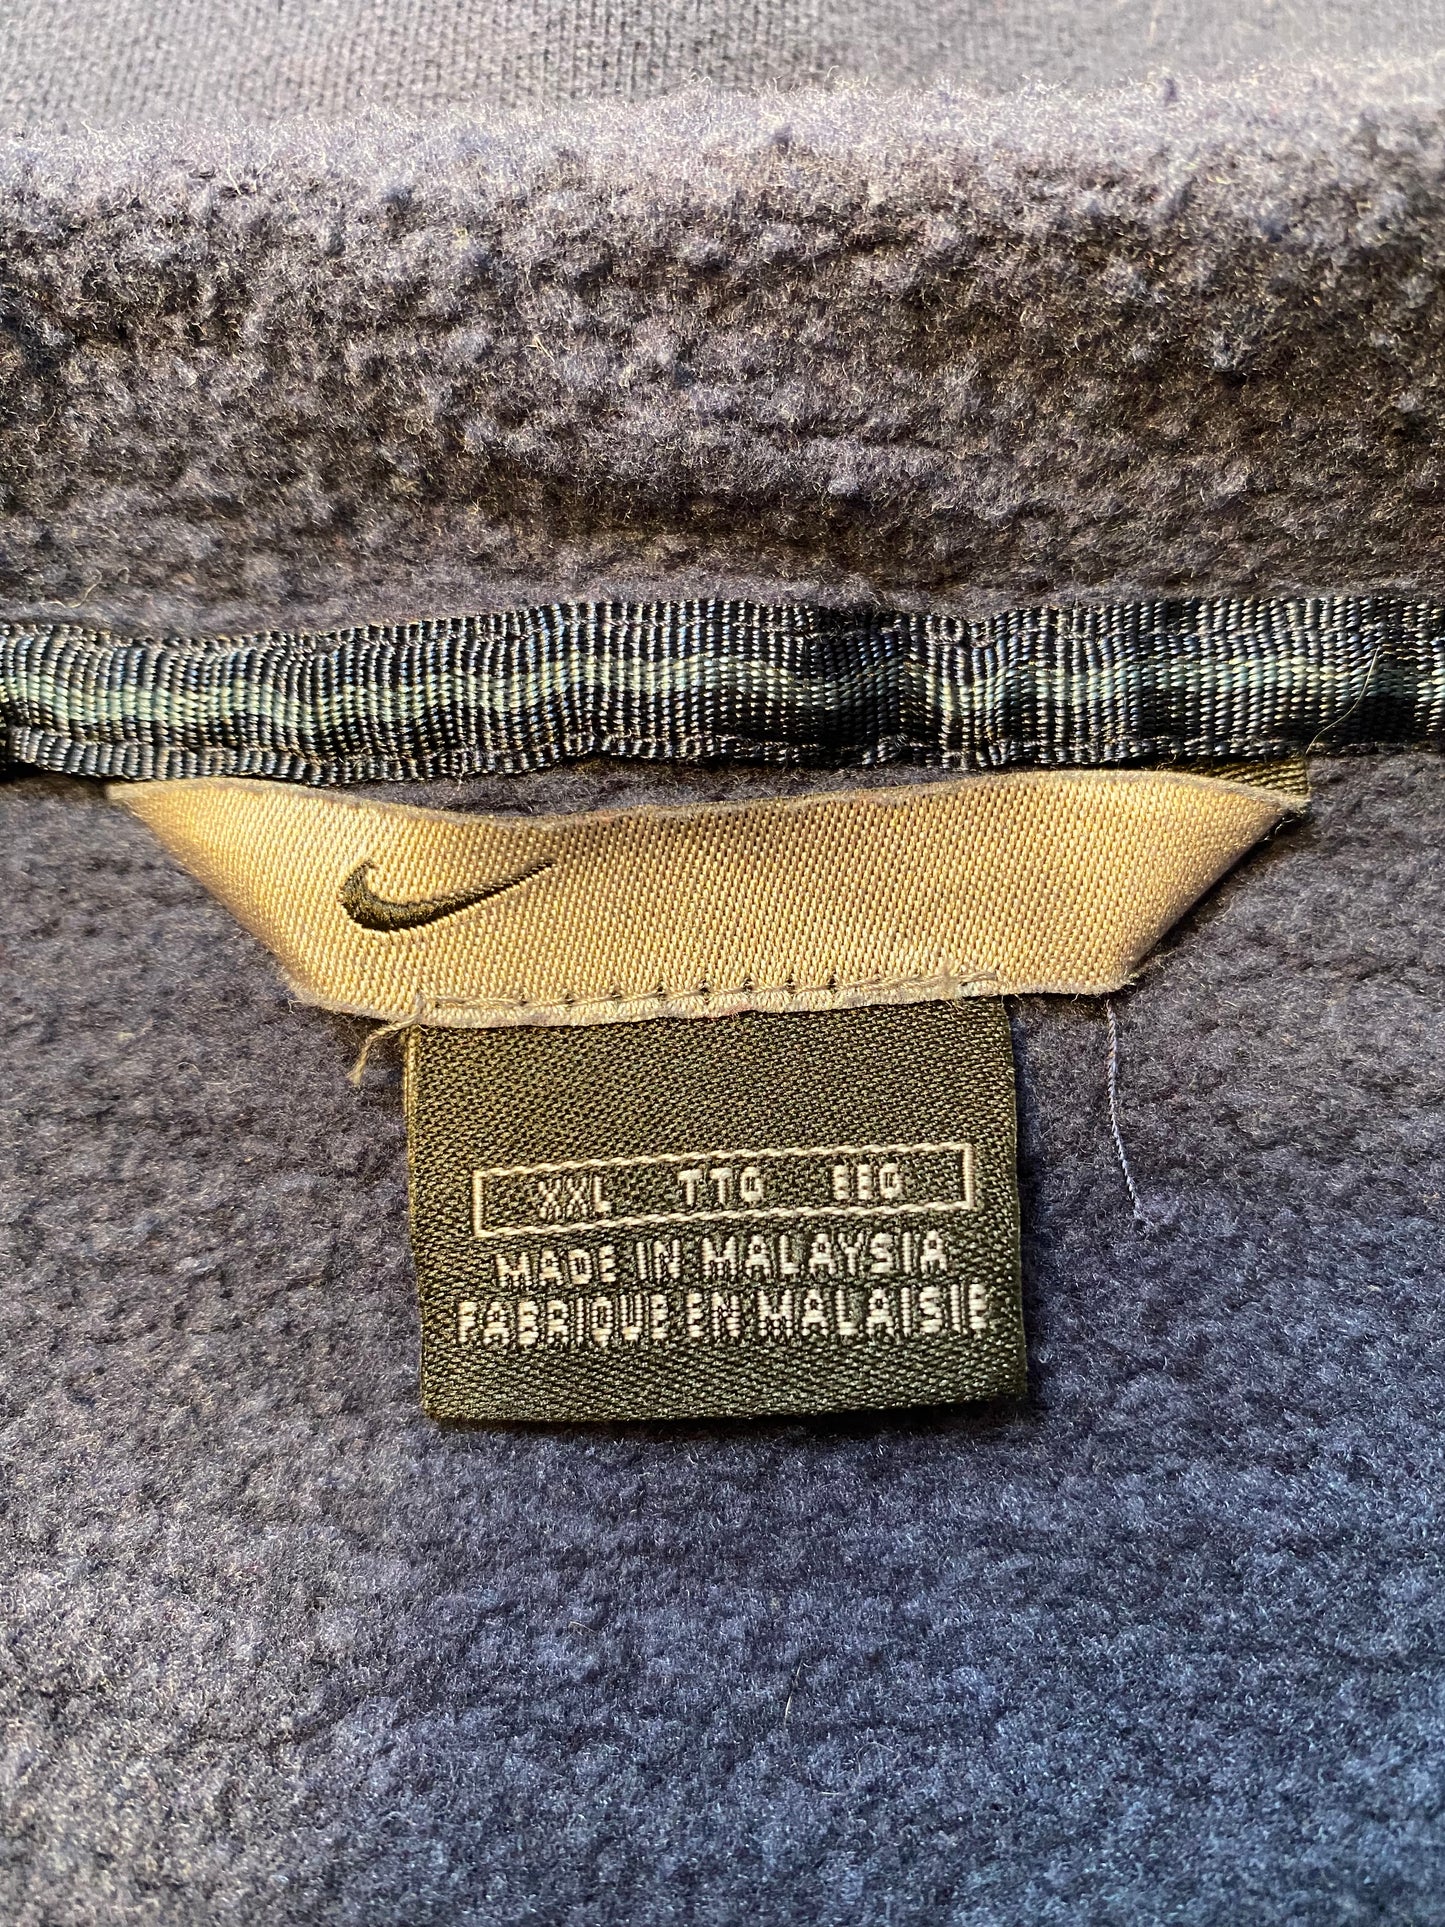 XXL TTG EEG
MADE IN MALAYSIA
FABRIQUE EN MALAISIE